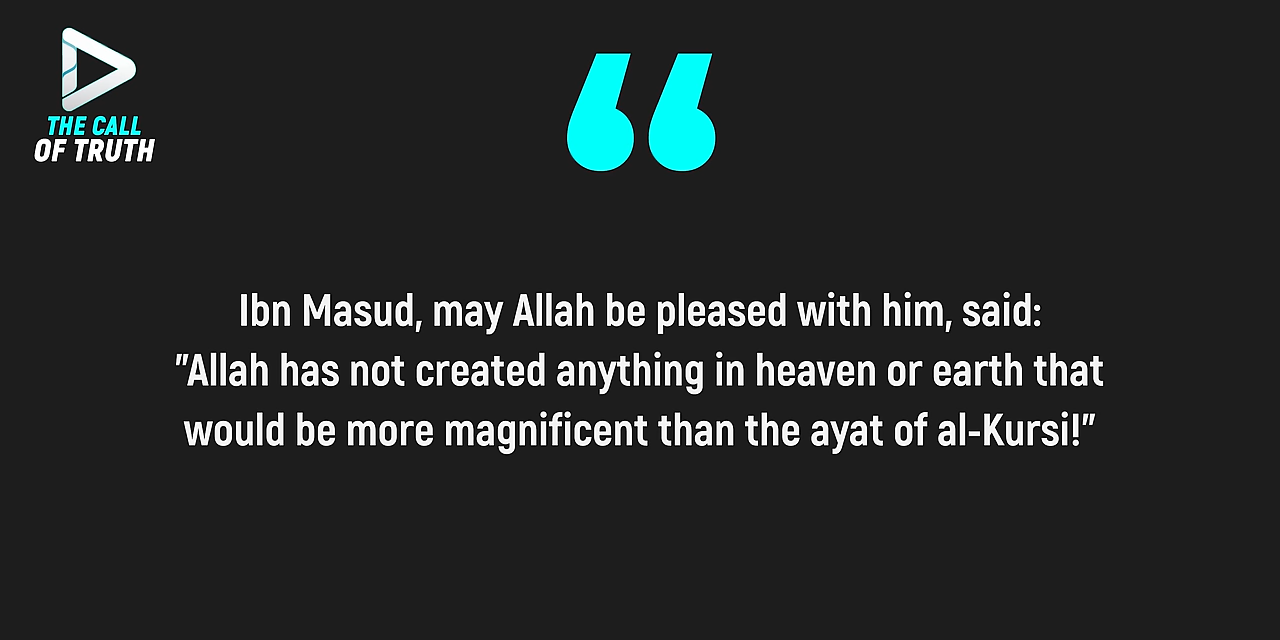 THE CALL
OF TRUTH
Ibn Masud, may Allah be pleased with him, said:
"Allah has not created anything in heaven or earth that
would be more magnificent than the ayat of al-Kursi!"